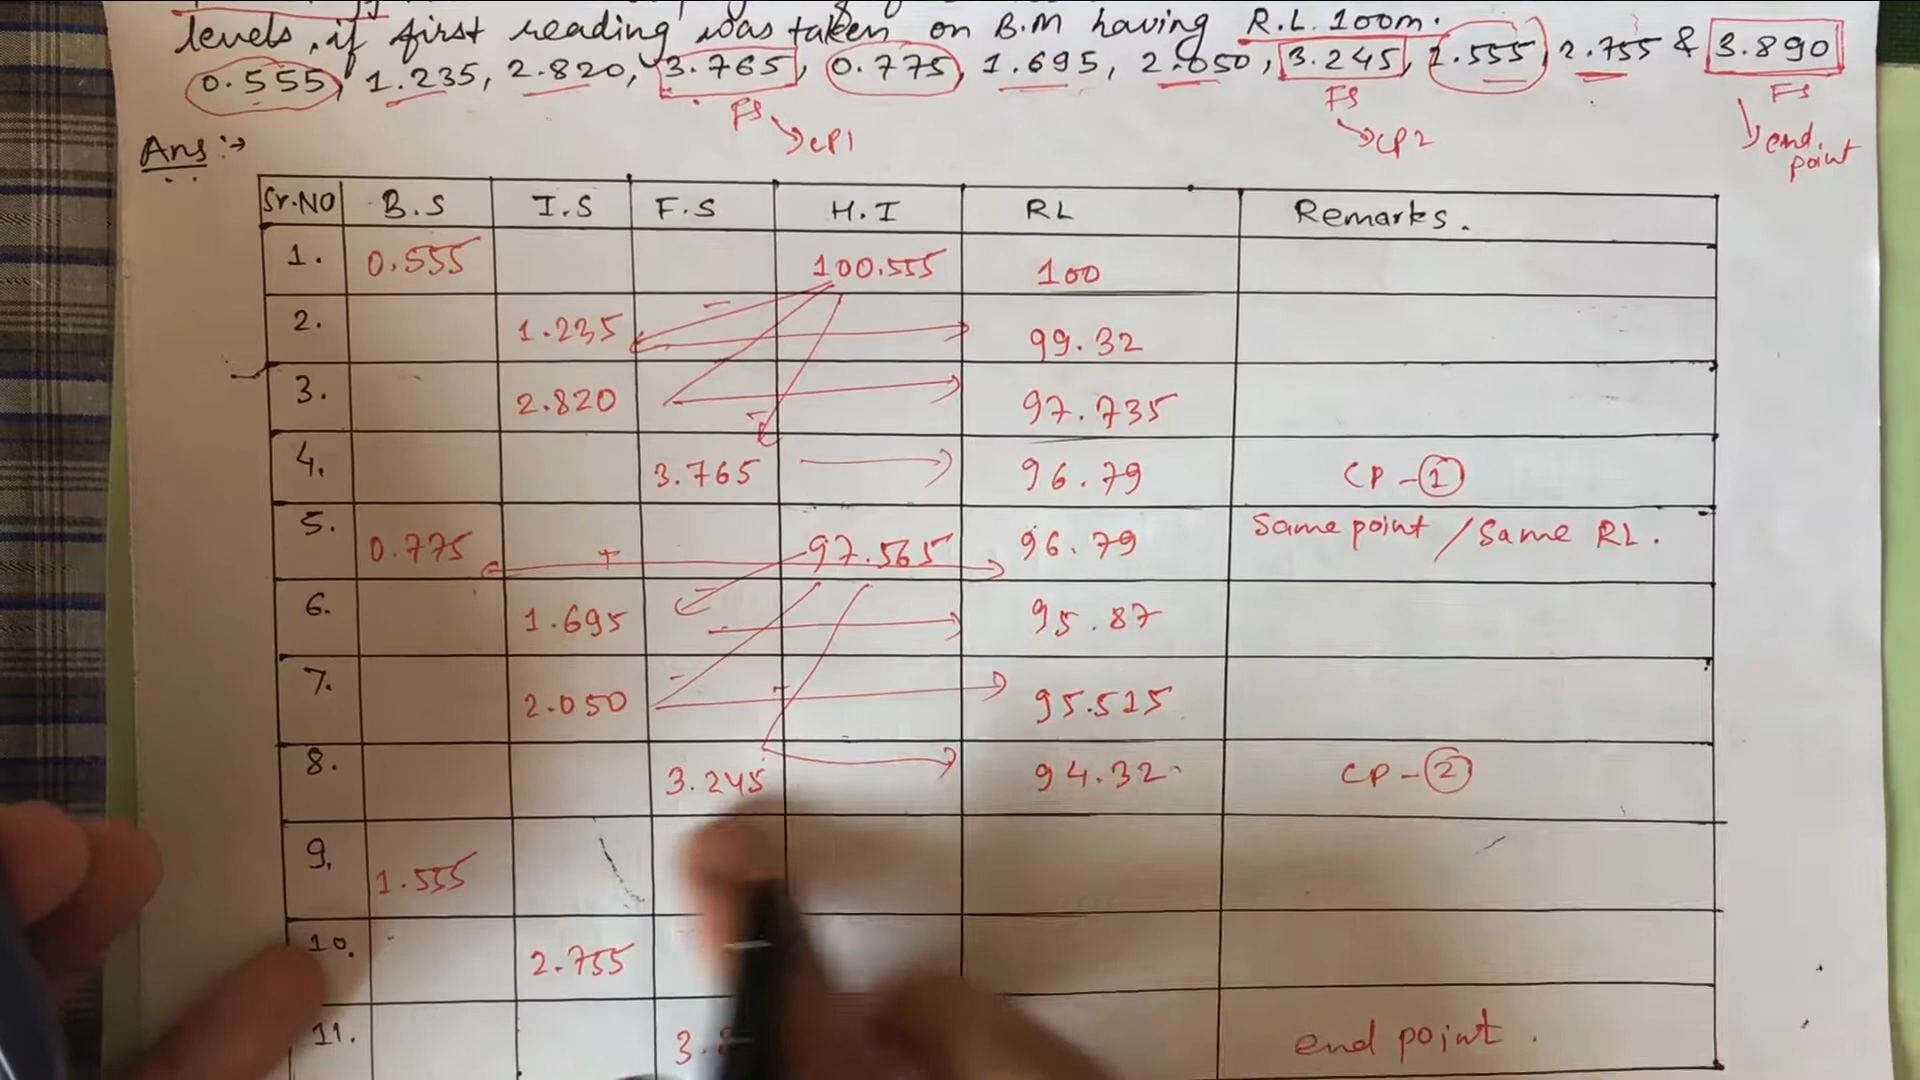 levels, if first reading was taken on B.M having R.L. 100m.
0.555, 1.235, 2.820, 3.765, 0.775, 1.695, 2.050, 3.245, 1.555, 2.755 & 3.890
FS FS FS
CP1 CP2 end point
Ans :→
Sr.NO B.S I.S F.S H.I RL Remarks.
1. 0.555 100.555 100
2. 1.235 99.32
3. 2.820 97.735
4. 3.765 96.79 CP-1
5. 0.775 + 97.565 96.79 Same point / Same RL.
6. 1.695 95.87
7. 2.050 95.515
8. 3.245 94.32 CP-2
9. 1.555
10. 2.755
11. end point.